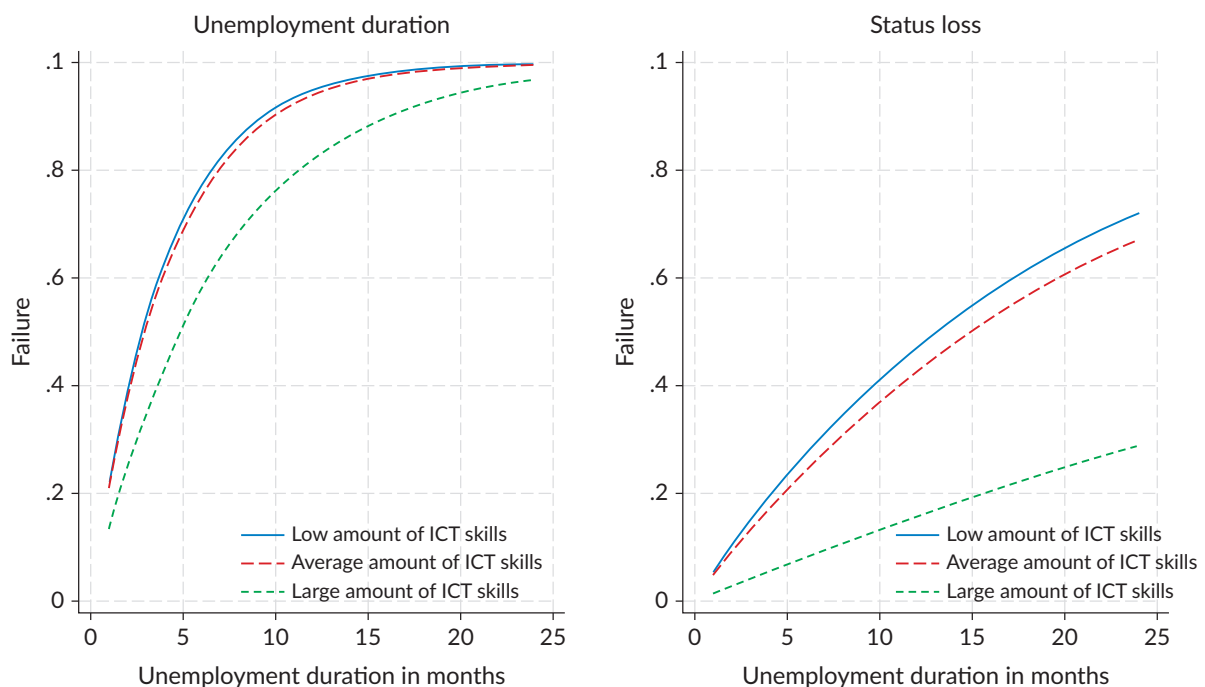 Unemployment duration
.1
.8
.6
.4
.2
0
Failure
Low amount of ICT skills
Average amount of ICT skills
Large amount of ICT skills
0 5 10 15 20 25
Unemployment duration in months
Status loss
.1
.8
.6
.4
.2
0
Failure
Low amount of ICT skills
Average amount of ICT skills
Large amount of ICT skills
0 5 10 15 20 25
Unemployment duration in months